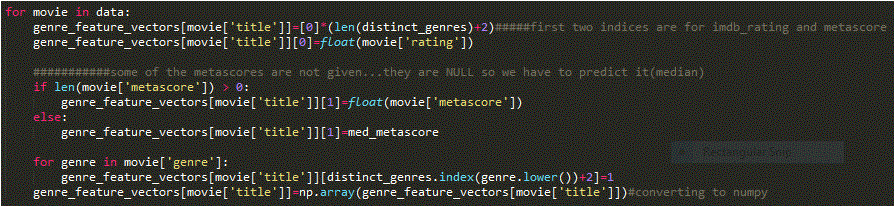 for movie in data:
    genre_feature_vectors[movie['title']]=[0]*(len(distinct_genres)+2)#####first two indices are for imdb_rating and metascore
    genre_feature_vectors[movie['title']][0]=float(movie['rating'])
    ###########some of the metascores are not given...they are NULL so we have to predict it(median)
    if len(movie['metascore']) > 0:
        genre_feature_vectors[movie['title']][1]=float(movie['metascore'])
    else:
        genre_feature_vectors[movie['title']][1]=med_metascore
    for genre in movie['genre']:
        genre_feature_vectors[movie['title']][distinct_genres.index(genre.lower())+2]=1
    genre_feature_vectors[movie['title']]=np.array(genre_feature_vectors[movie['title']])#converting to numpy